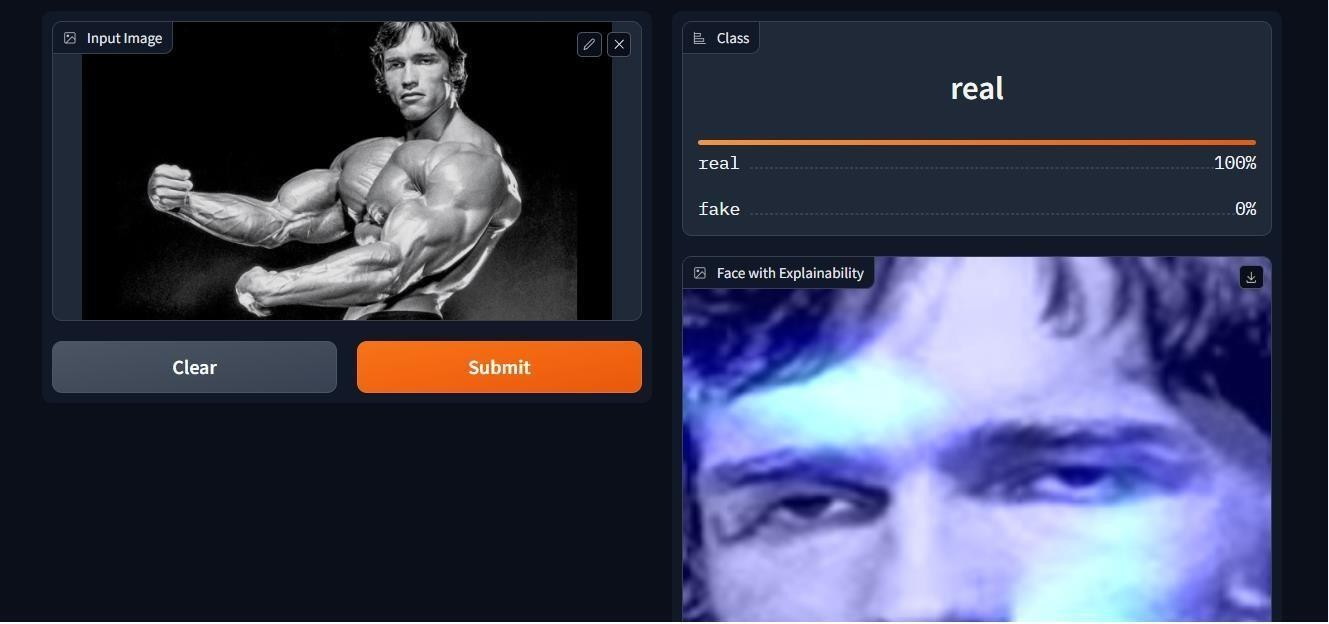 Input Image
Clear
Submit
Class
real
real 100%
fake 0%
Face with Explainability